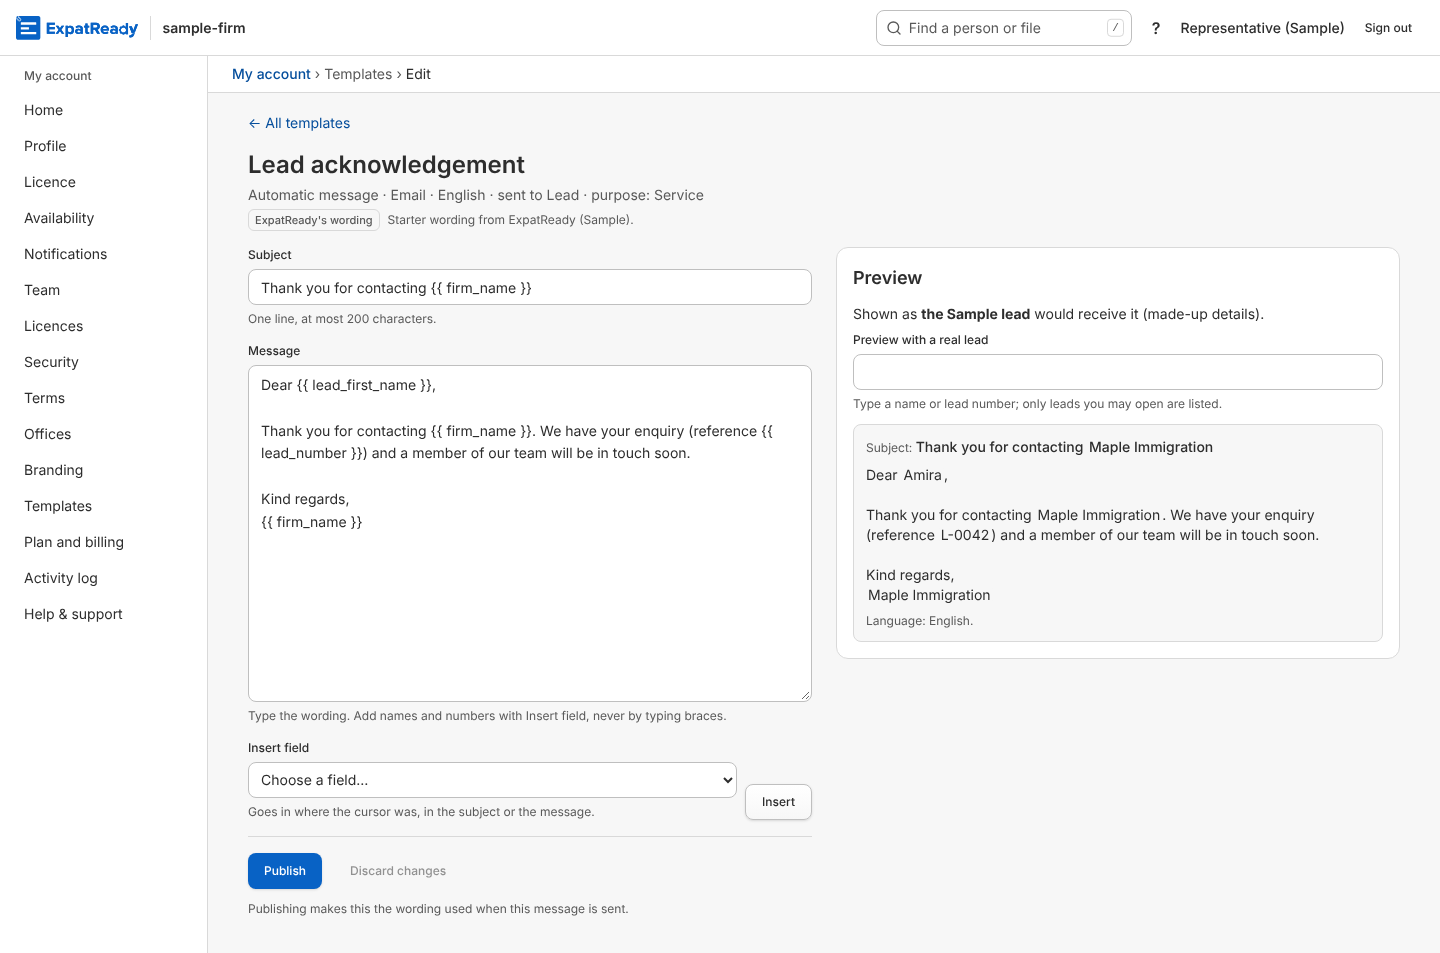 ExpatReady
sample-firm
Find a person or file
/
?
Representative (Sample)
Sign out
My account
Home
Profile
Licence
Availability
Notifications
Team
Licences
Security
Terms
Offices
Branding
Templates
Plan and billing
Activity log
Help & support
My account › Templates › Edit
← All templates
Lead acknowledgement
Automatic message · Email · English · sent to Lead · purpose: Service
ExpatReady's wording Starter wording from ExpatReady (Sample).
Subject
Thank you for contacting {{ firm_name }}
One line, at most 200 characters.
Message
Dear {{ lead_first_name }},
Thank you for contacting {{ firm_name }}. We have your enquiry (reference {{
lead_number }}) and a member of our team will be in touch soon.
Kind regards,
{{ firm_name }}
Type the wording. Add names and numbers with Insert field, never by typing braces.
Insert field
Choose a field...
Insert
Goes in where the cursor was, in the subject or the message.
Publish
Discard changes
Publishing makes this the wording used when this message is sent.
Preview
Shown as the Sample lead would receive it (made-up details).
Preview with a real lead
Type a name or lead number; only leads you may open are listed.
Subject: Thank you for contacting Maple Immigration
Dear Amira,
Thank you for contacting Maple Immigration. We have your enquiry
(reference L-0042) and a member of our team will be in touch soon.
Kind regards,
Maple Immigration
Language: English.